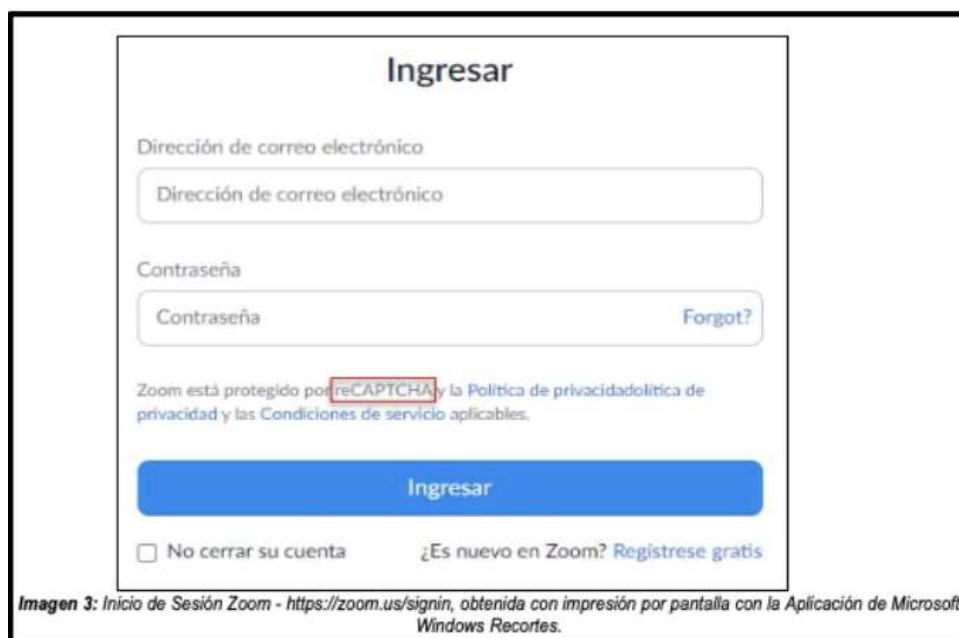 Ingresar
Dirección de correo electrónico
Dirección de correo electrónico
Contraseña
Contraseña Forgot?
Zoom está protegido por reCAPTCHA y la Política de privacidadolítica de
privacidad y las Condiciones de servicio aplicables.
Ingresar
No cerrar su cuenta ¿Es nuevo en Zoom? Regístrese gratis
Imagen 3: Inicio de Sesión Zoom - https://zoom.us/signin, obtenida con impresión por pantalla con la Aplicación de Microsoft
Windows Recortes.